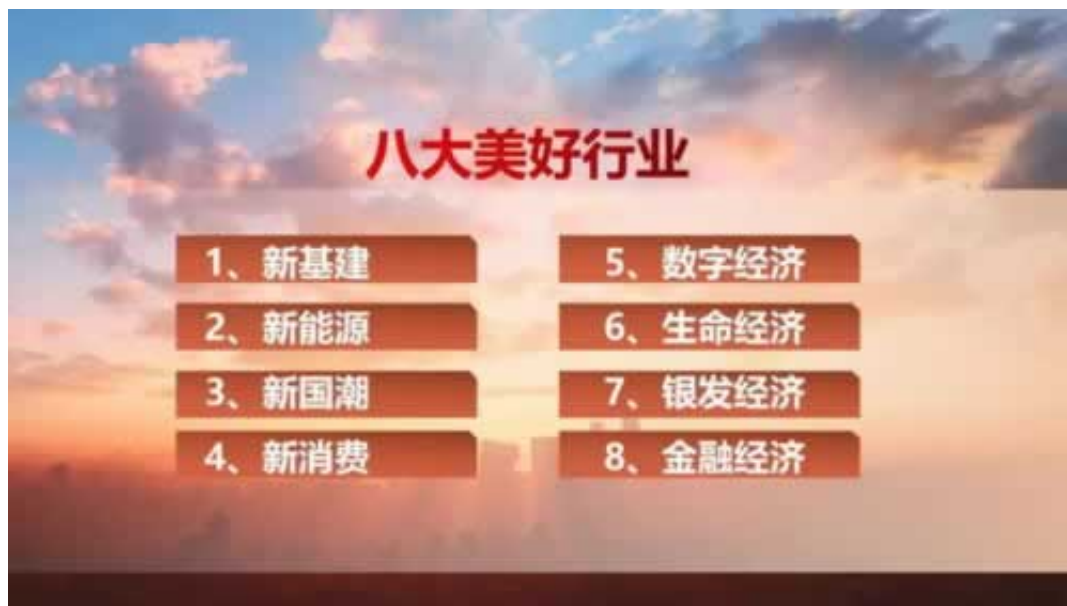 八大美好行业
1、新基建
2、新能源
3、新国潮
4、新消费
5、数字经济
6、生命经济
7、银发经济
8、金融经济